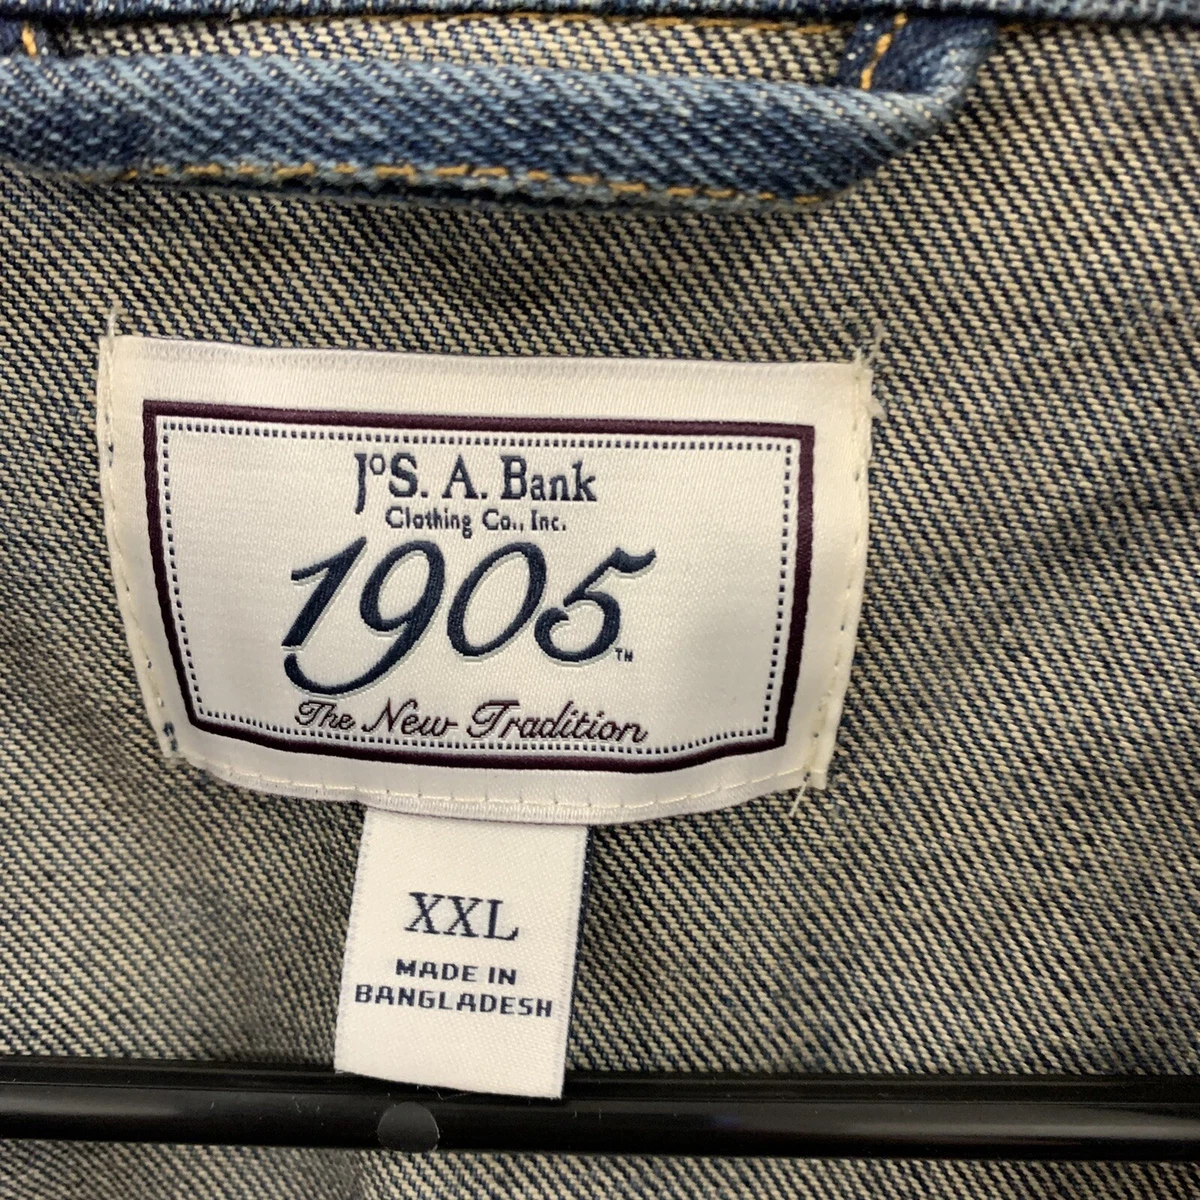 JoS. A. Bank
Clothing Co., Inc.
1905 TM
The New Tradition
XXL
MADE IN
BANGLADESH